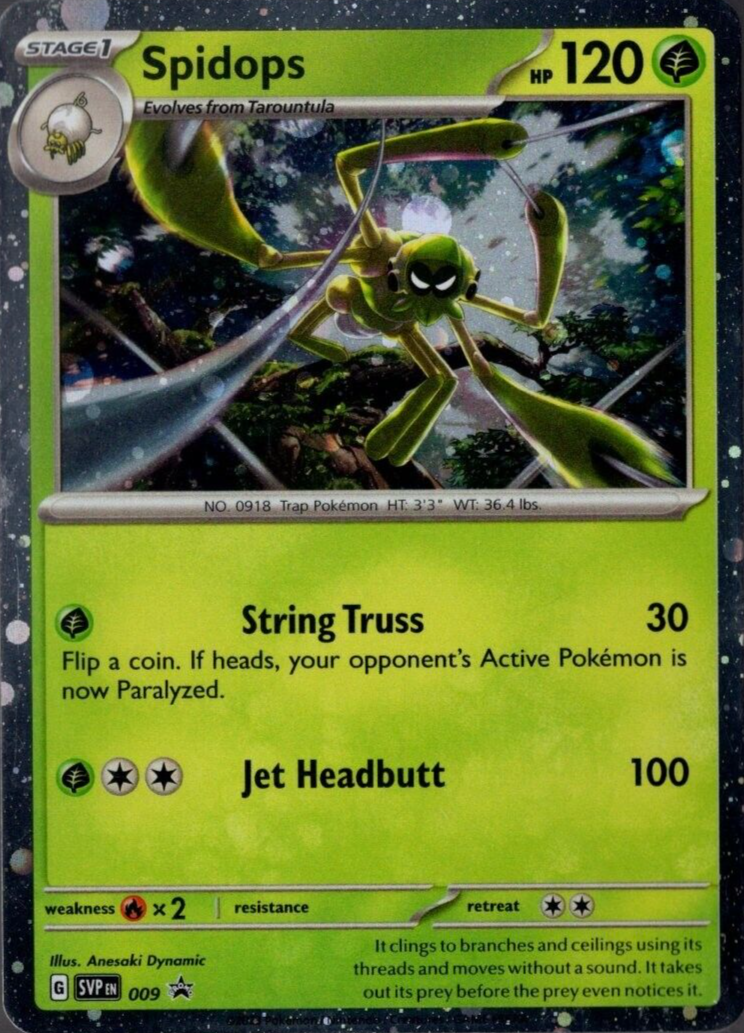 STAGE1
Spidops
HP 120
Evolves from Tarountula
NO. 0918 Trap Pokémon HT: 3'3" WT: 36.4 lbs.
String Truss 30
Flip a coin. If heads, your opponent's Active Pokémon is
now Paralyzed.
Jet Headbutt 100
weakness ×2 resistance retreat
Illus. Anesaki Dynamic
It clings to branches and ceilings using its
threads and moves without a sound. It takes
out its prey before the prey even notices it.
G SVP EN 009